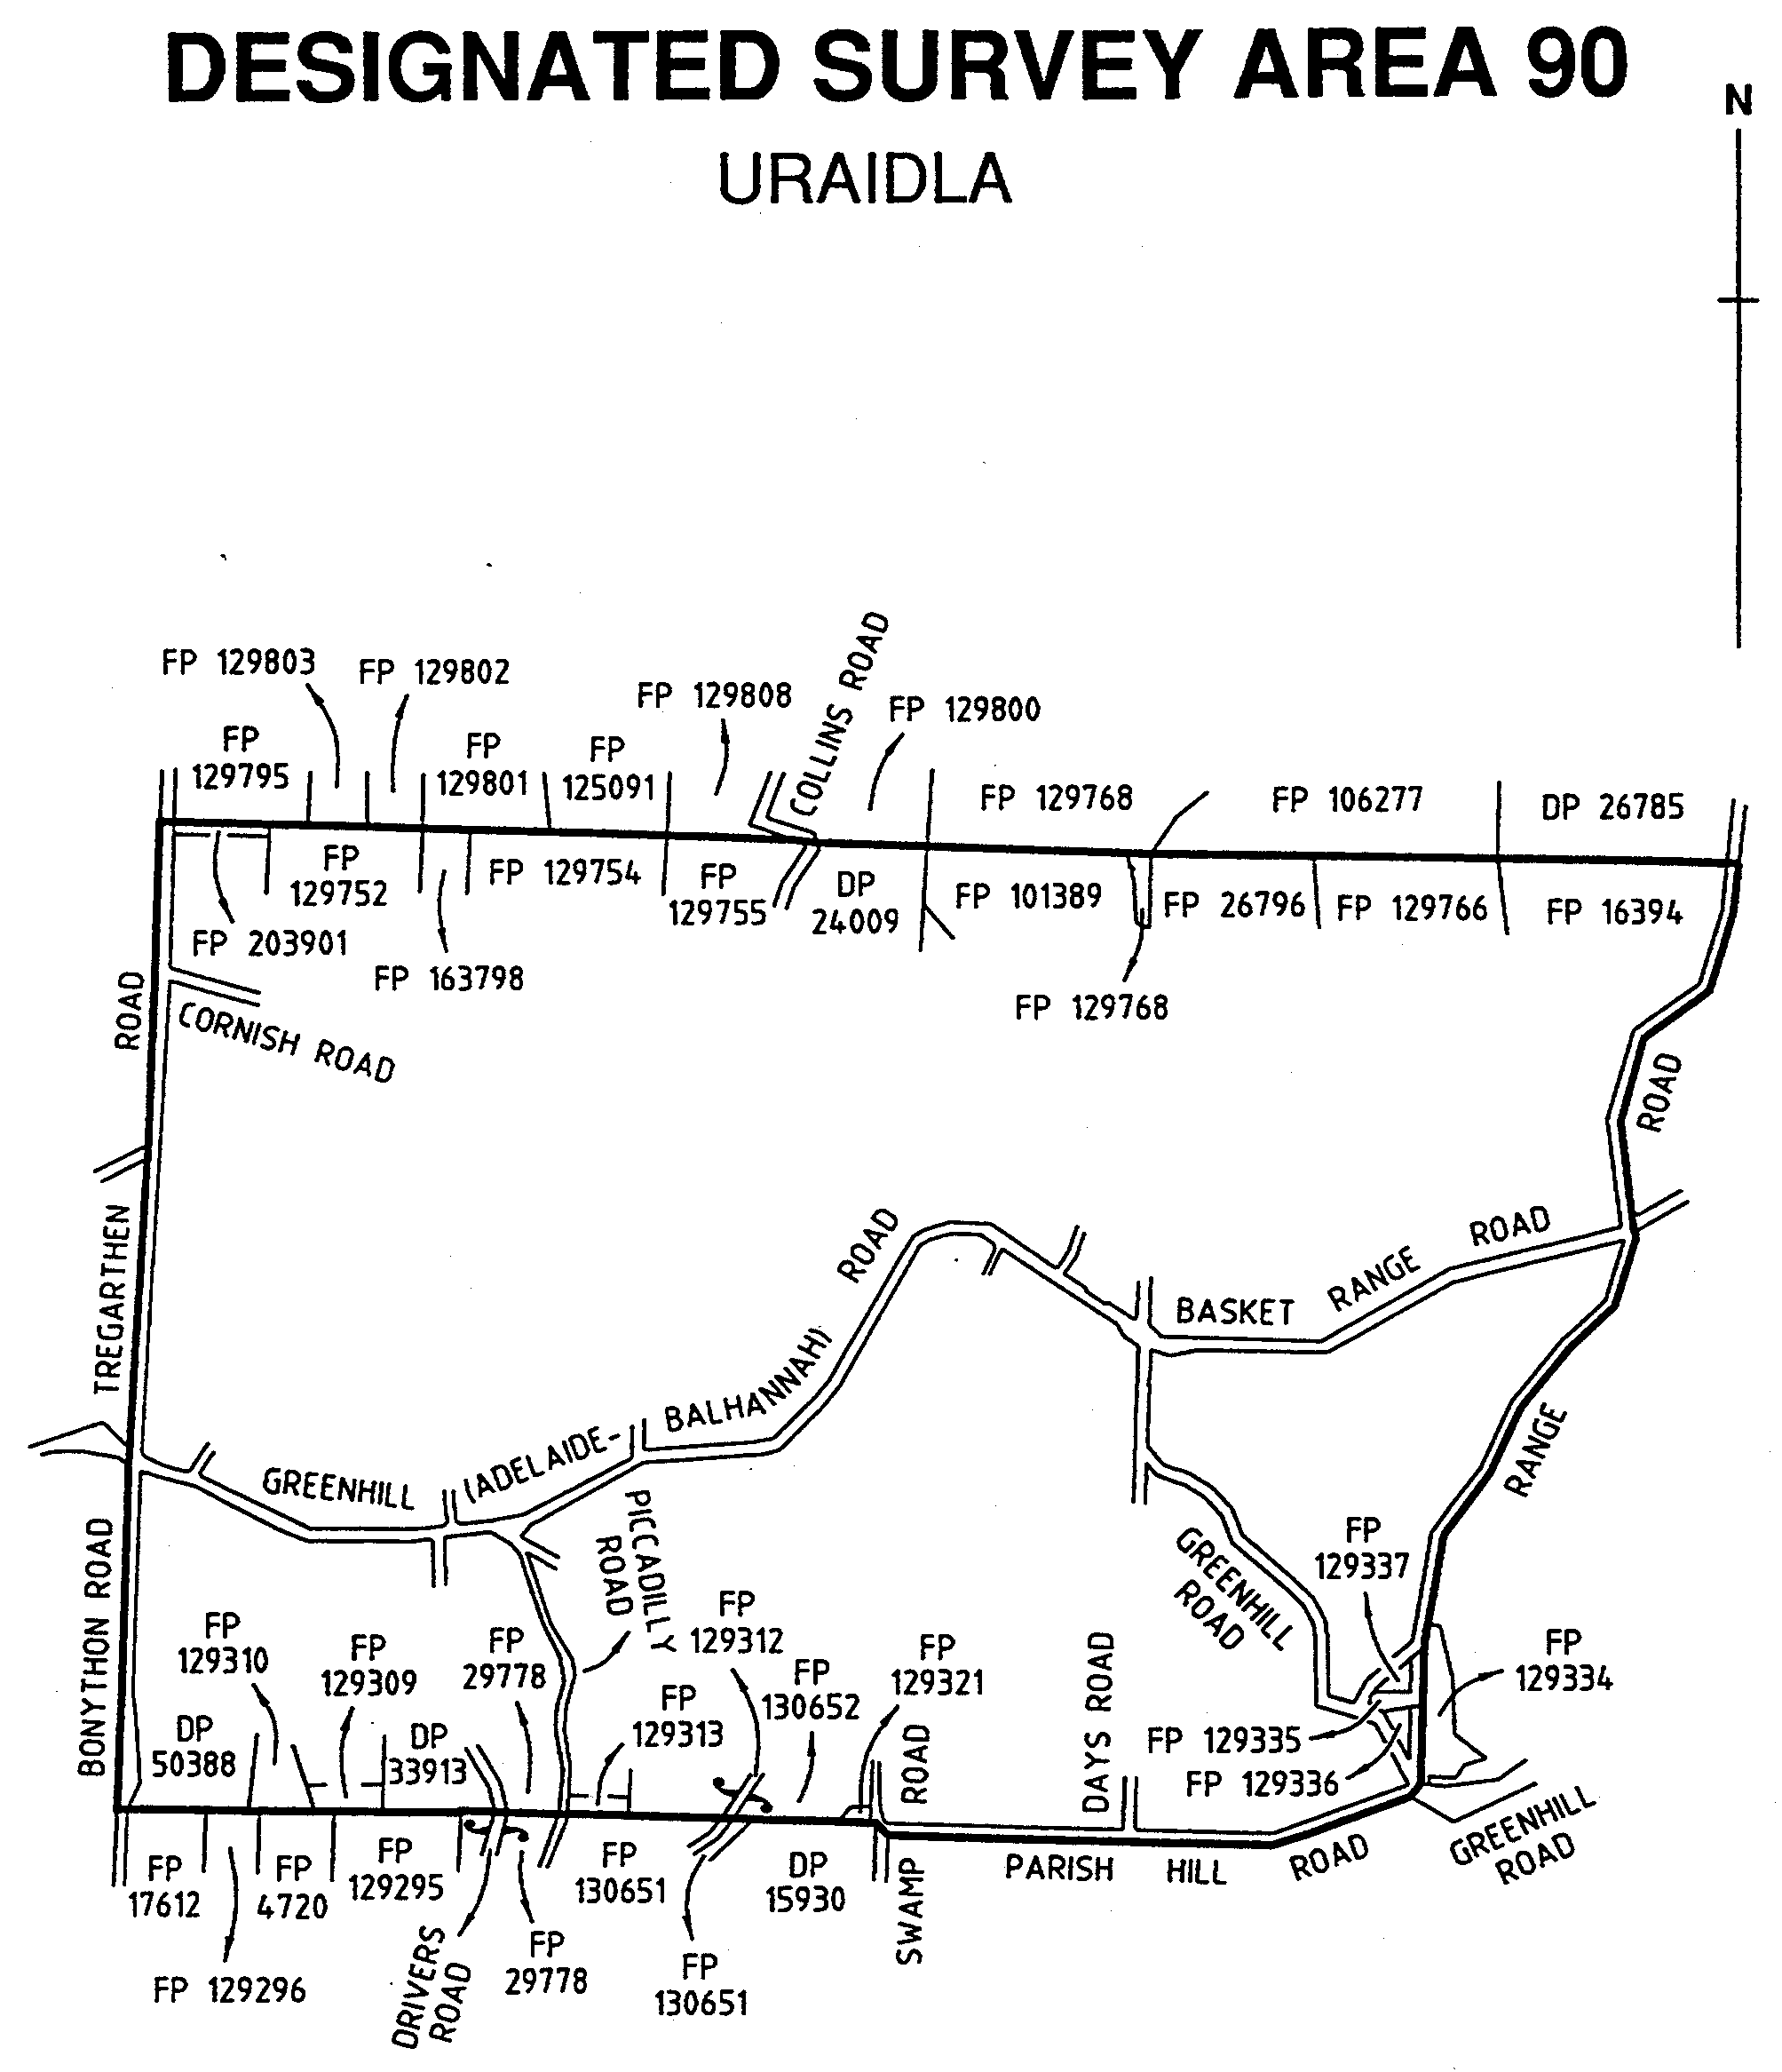 DESIGNATED SURVEY AREA 90
URAIDLA
N
FP 129803
FP 129802
FP 129808
COLLINS ROAD
FP 129800
FP
129795
FP
129801
FP
125091
FP 129768
FP 106277
DP 26785
FP
129752
FP 129754
FP
129755
DP
24009
FP 101389
FP 26796
FP 129766
FP 16394
FP 203901
FP 163798
FP 129768
CORNISH ROAD
TREGARTHEN ROAD
ROAD
BASKET RANGE ROAD
RANGE
GREENHILL (ADELAIDE-BALHANNAH) ROAD
BONYTHON ROAD
PICCADILLY
ROAD
GREENHILL
ROAD
FP
129337
FP
129310
FP
129309
FP
29778
FP
129312
FP
129321
FP
129334
FP
129313
FP
130652
DP
50388
DP
33913
SWAMP ROAD
DAYS ROAD
FP 129335
FP 129336
FP
17612
FP
4720
FP
129295
FP
130651
DP
15930
PARISH HILL ROAD
GREENHILL
ROAD
FP 129296
DRIVERS
ROAD
FP
29778
FP
130651